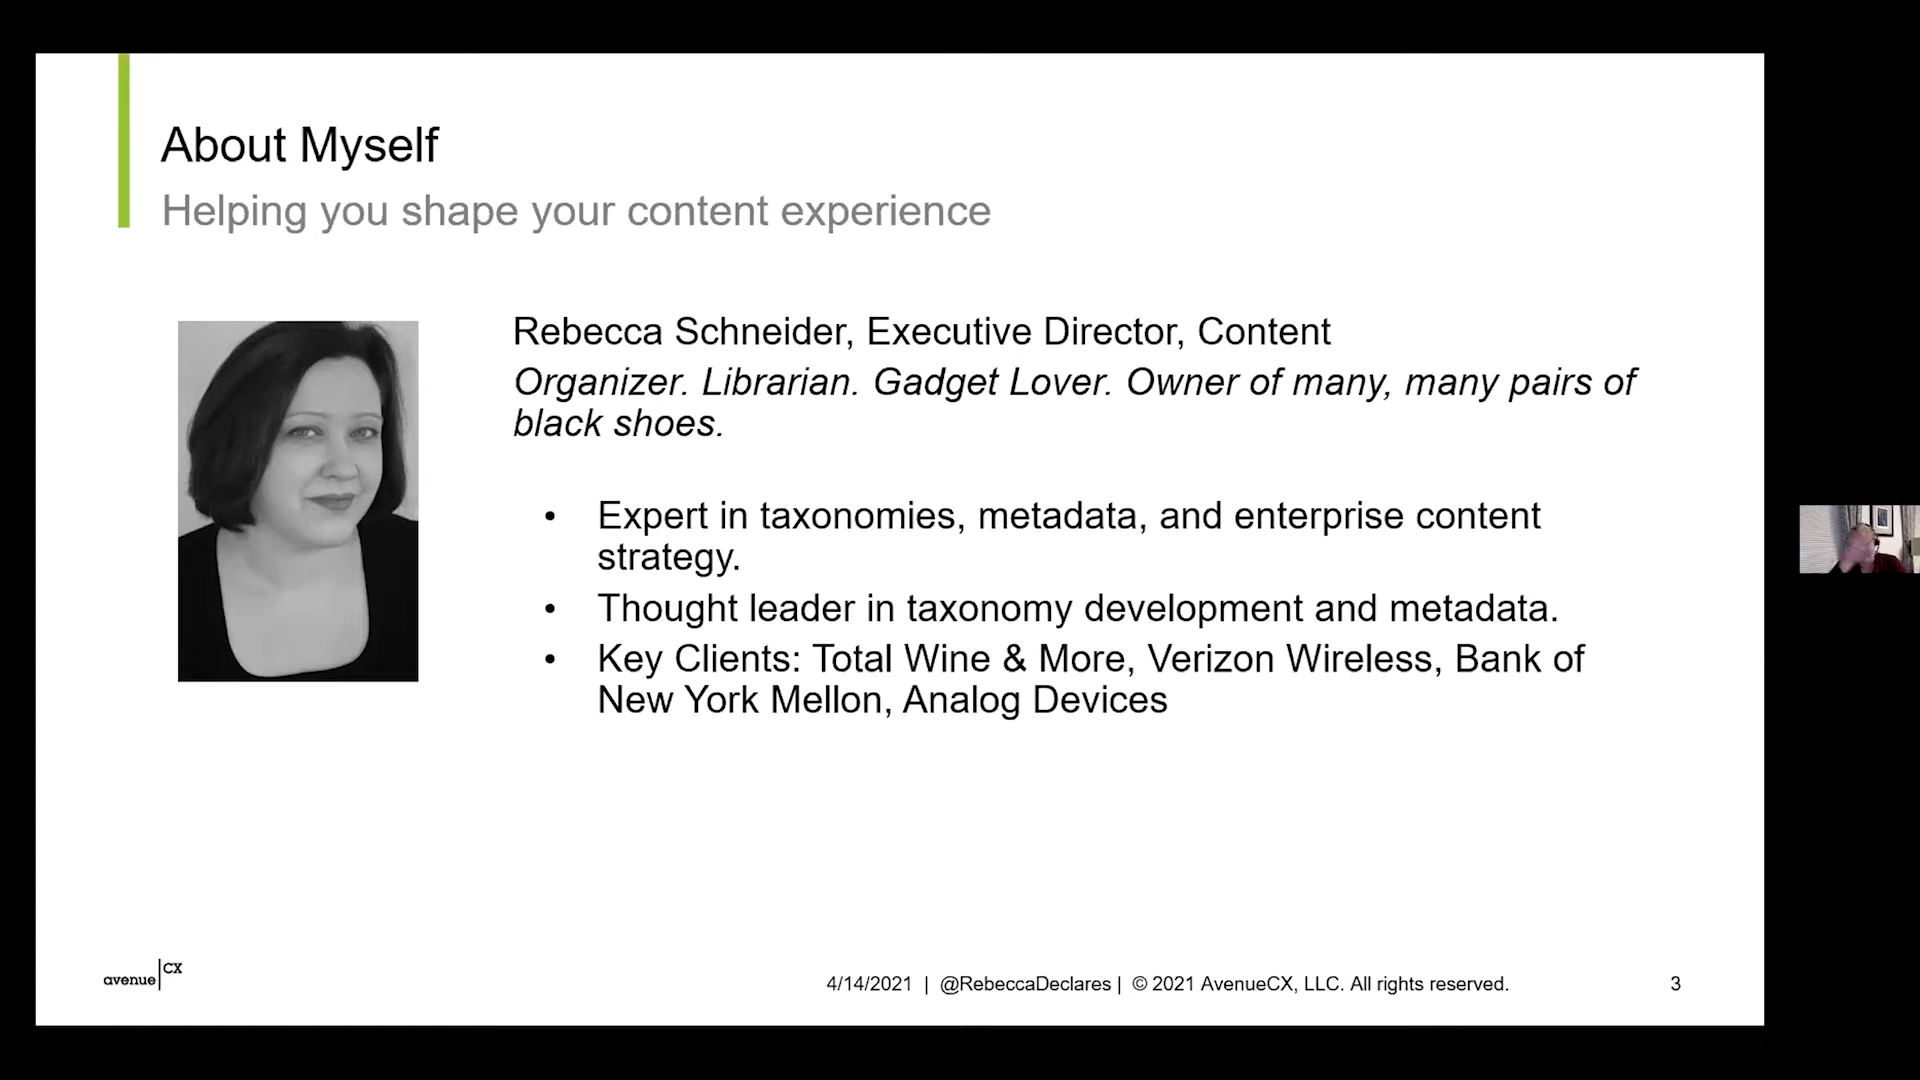 About Myself
Helping you shape your content experience
Rebecca Schneider, Executive Director, Content
Organizer. Librarian. Gadget Lover. Owner of many, many pairs of
black shoes.
• Expert in taxonomies, metadata, and enterprise content
strategy.
• Thought leader in taxonomy development and metadata.
• Key Clients: Total Wine & More, Verizon Wireless, Bank of
New York Mellon, Analog Devices
avenue CX
4/14/2021 | @RebeccaDeclares | © 2021 AvenueCX, LLC. All rights reserved.
3